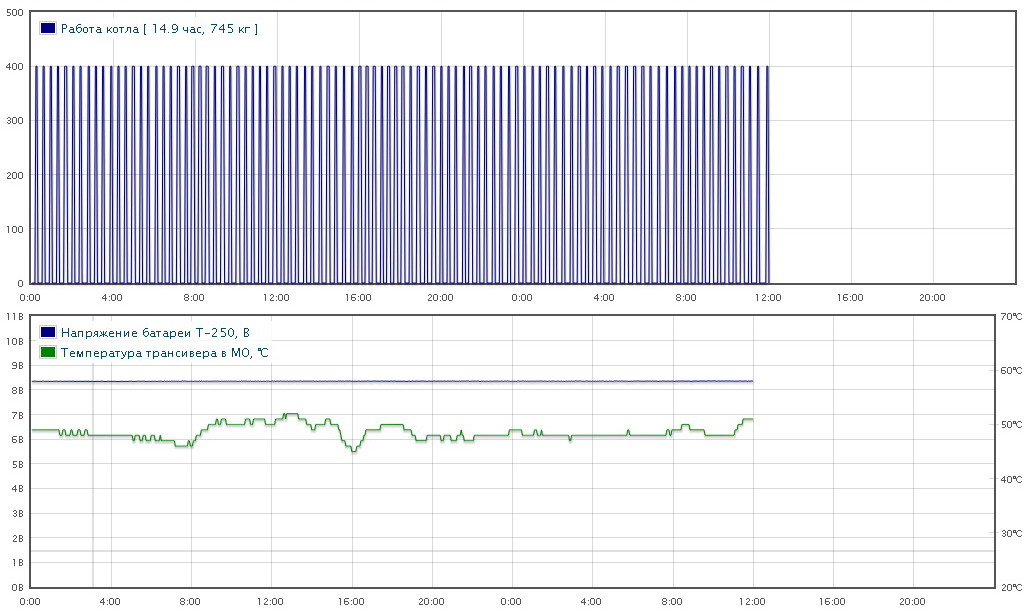 500
Работа котла [ 14.9 час, 745 кг ]
400
300
200
100
0
0:00 4:00 8:00 12:00 16:00 20:00 0:00 4:00 8:00 12:00 16:00 20:00
11В 70°C
Напряжение батареи Т-250, В
10В
Температура трансивера в МО, °C
9В 60°C
8В
7В
6В 50°C
5В
4В 40°C
3В
2В 30°C
1В
0В 20°C
0:00 4:00 8:00 12:00 16:00 20:00 0:00 4:00 8:00 12:00 16:00 20:00